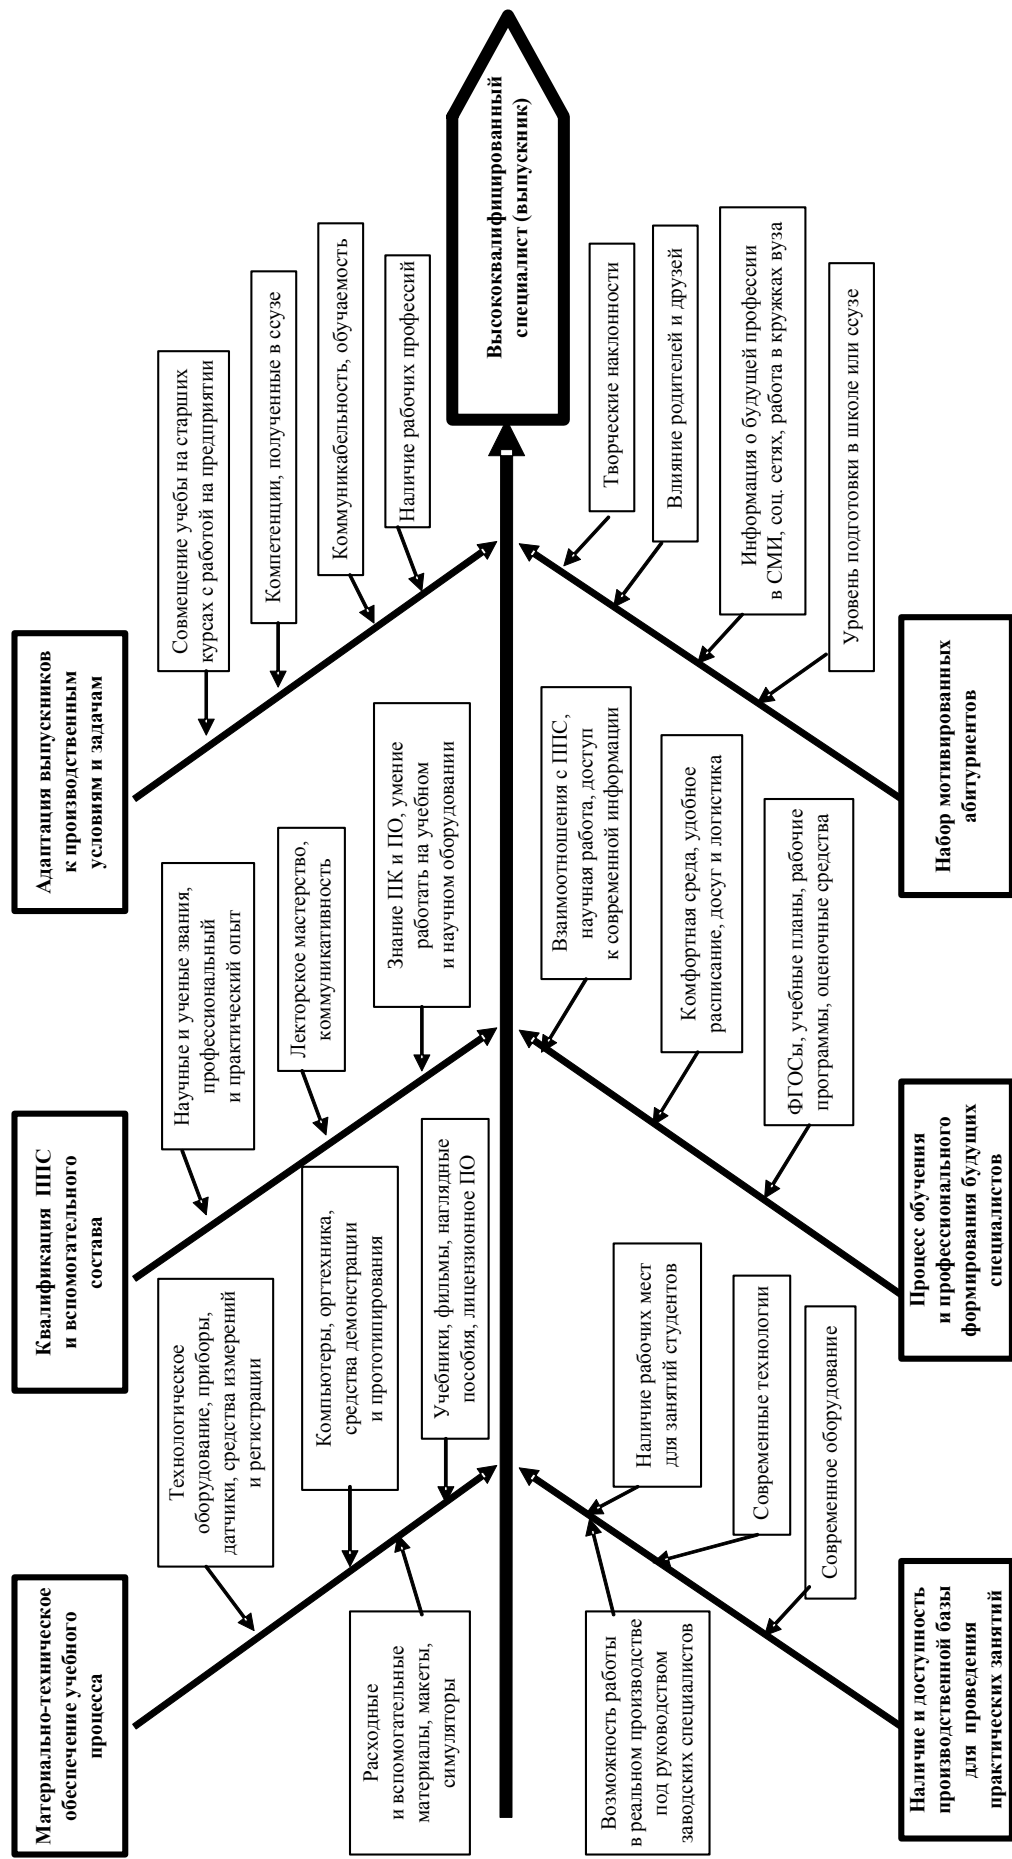 Материально-техническое
обеспечение учебного
процесса
Квалификация ППС
и вспомогательного
состава
Адаптация выпускников
к производственным
условиям и задачам
Технологическое
оборудование, приборы,
датчики, средства измерений
и регистрации
Компьютеры, оргтехника,
средства демонстрации
и прототипирования
Учебники, фильмы, наглядные
пособия, лицензионное ПО
Расходные
и вспомогательные
материалы, макеты,
симуляторы
Научные и ученые звания,
профессиональный
и практический опыт
Лекторское мастерство,
коммуникативность
Знание ПК и ПО, умение
работать на учебном
и научном оборудовании
Совмещение учебы на старших
курсах с работой на предприятии
Компетенции, полученные в ссузе
Коммуникабельность, обучаемость
Наличие рабочих профессий
Высококвалифицированный
специалист (выпускник)
Возможность работы
в реальном производстве
под руководством
заводских специалистов
Наличие рабочих мест
для занятий студентов
Современные технологии
Современное оборудование
Взаимоотношения с ППС,
научная работа, доступ
к современной информации
Комфортная среда, удобное
расписание, досуг и логистика
ФГОСы, учебные планы, рабочие
программы, оценочные средства
Творческие наклонности
Влияние родителей и друзей
Информация о будущей профессии
в СМИ, соц. сетях, работа в кружках вуза
Уровень подготовки в школе или ссузе
Наличие и доступность
производственной базы
для проведения
практических занятий
Процесс обучения
и профессионального
формирования будущих
специалистов
Набор мотивированных
абитуриентов